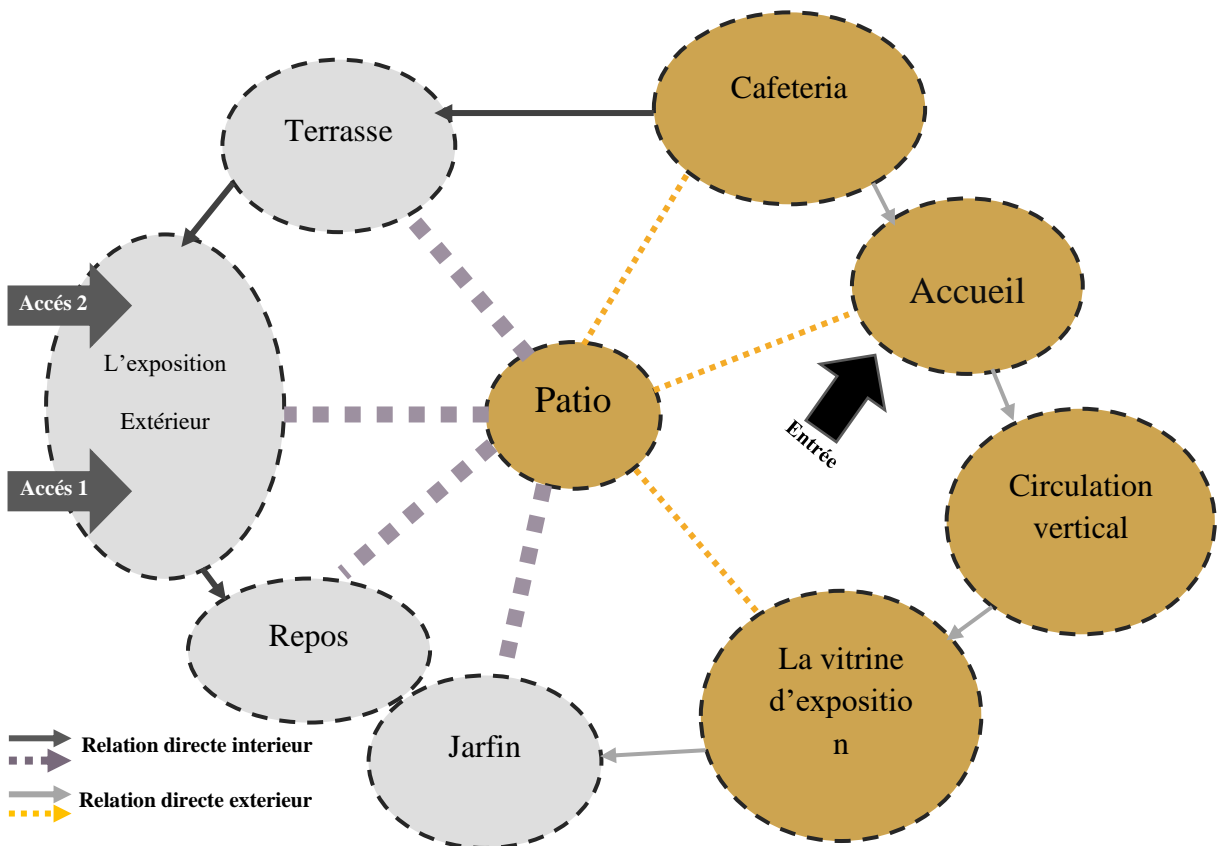 Cafeteria
Terrasse
Accueil
Accés 2
L’exposition
Extérieur
Patio
Entrée
Accés 1
Circulation
vertical
Repos
La vitrine
d’expositio
n
Jarfin
Relation directe interieur
Relation directe exterieur